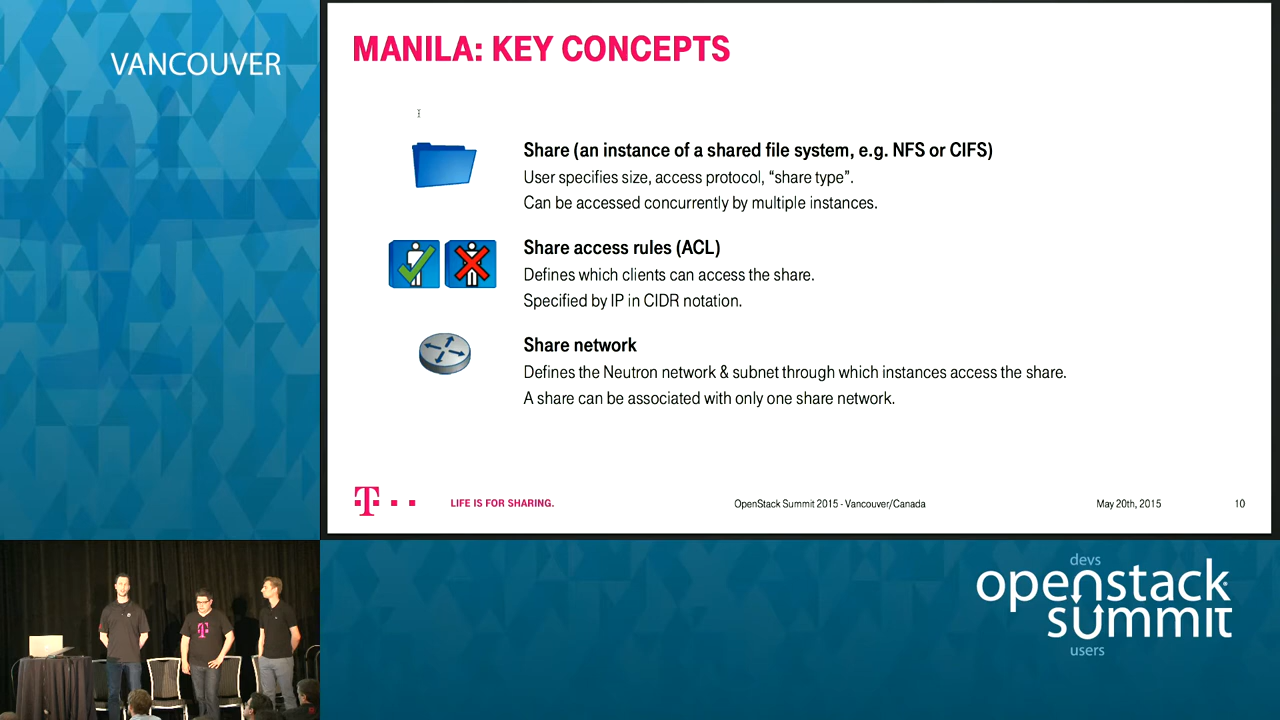 VANCOUVER
MANILA: KEY CONCEPTS
Share (an instance of a shared file system, e.g. NFS or CIFS)
User specifies size, access protocol, “share type”.
Can be accessed concurrently by multiple instances.
Share access rules (ACL)
Defines which clients can access the share.
Specified by IP in CIDR notation.
Share network
Defines the Neutron network & subnet through which instances access the share.
A share can be associated with only one share network.
T
LIFE IS FOR SHARING.
OpenStack Summit 2015 - Vancouver/Canada
May 20th, 2015
10
devs
openstack
summit
users
T